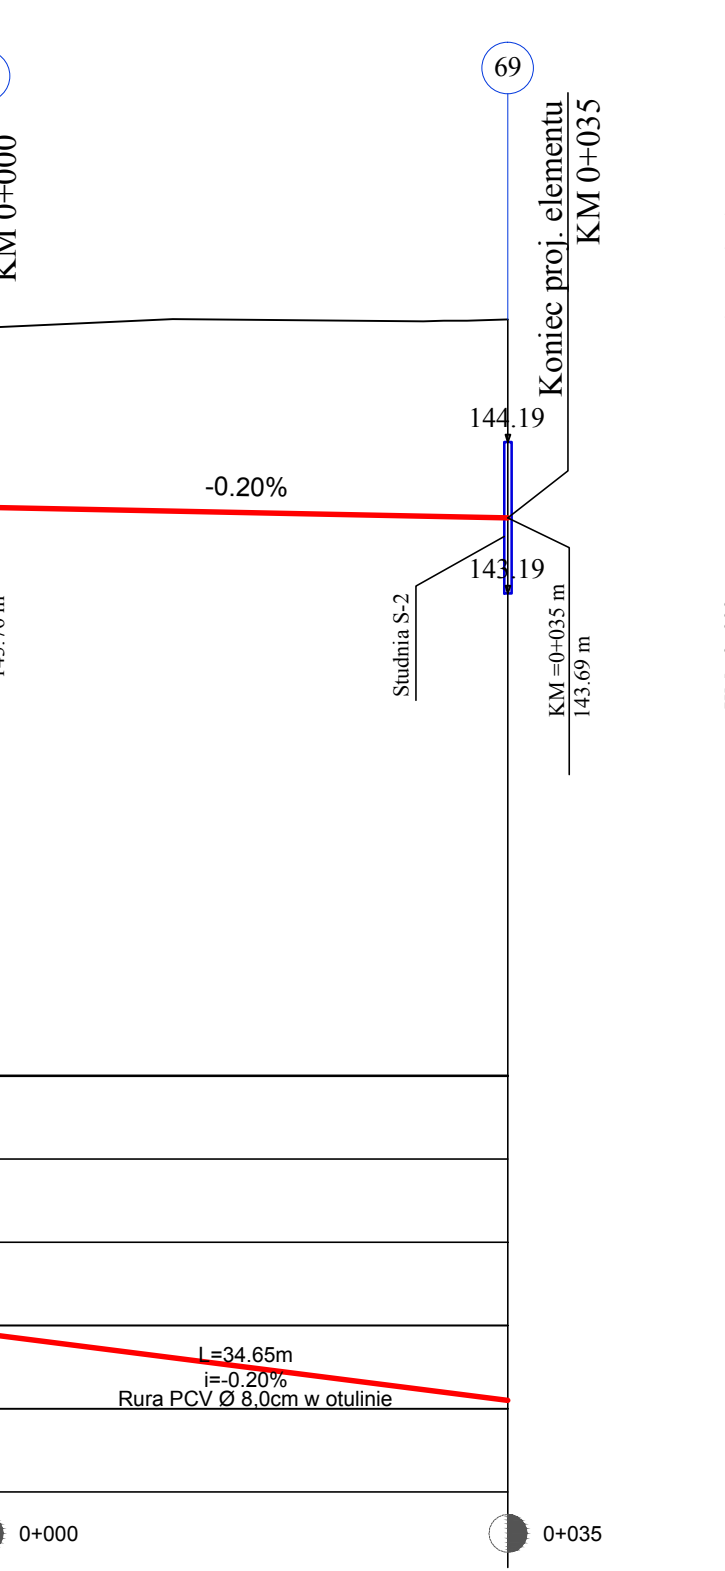 69
KM 0+000
Koniec proj. elementu
KM 0+035
144.19
-0.20%
143.19
Studnia S-2
KM =0+035 m
143.69 m
L=34.65m
i=-0.20%
Rura PCV Ø 8,0cm w otulinie
0+000
0+035